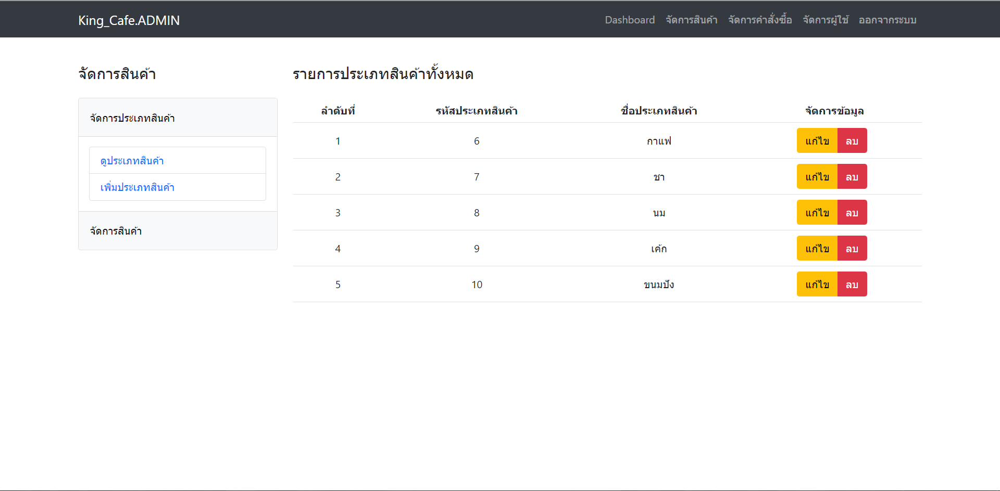 King_Cafe.ADMIN Dashboard จัดการสินค้า จัดการคำสั่งซื้อ จัดการผู้ใช้ ออกจากระบบ
จัดการสินค้า
จัดการประเภทสินค้า
ดูประเภทสินค้า
เพิ่มประเภทสินค้า
จัดการสินค้า
รายการประเภทสินค้าทั้งหมด
ลำดับที่ รหัสประเภทสินค้า ชื่อประเภทสินค้า จัดการข้อมูล
1 6 กาแฟ แก้ไข ลบ
2 7 ชา แก้ไข ลบ
3 8 นม แก้ไข ลบ
4 9 เค้ก แก้ไข ลบ
5 10 ขนมปัง แก้ไข ลบ